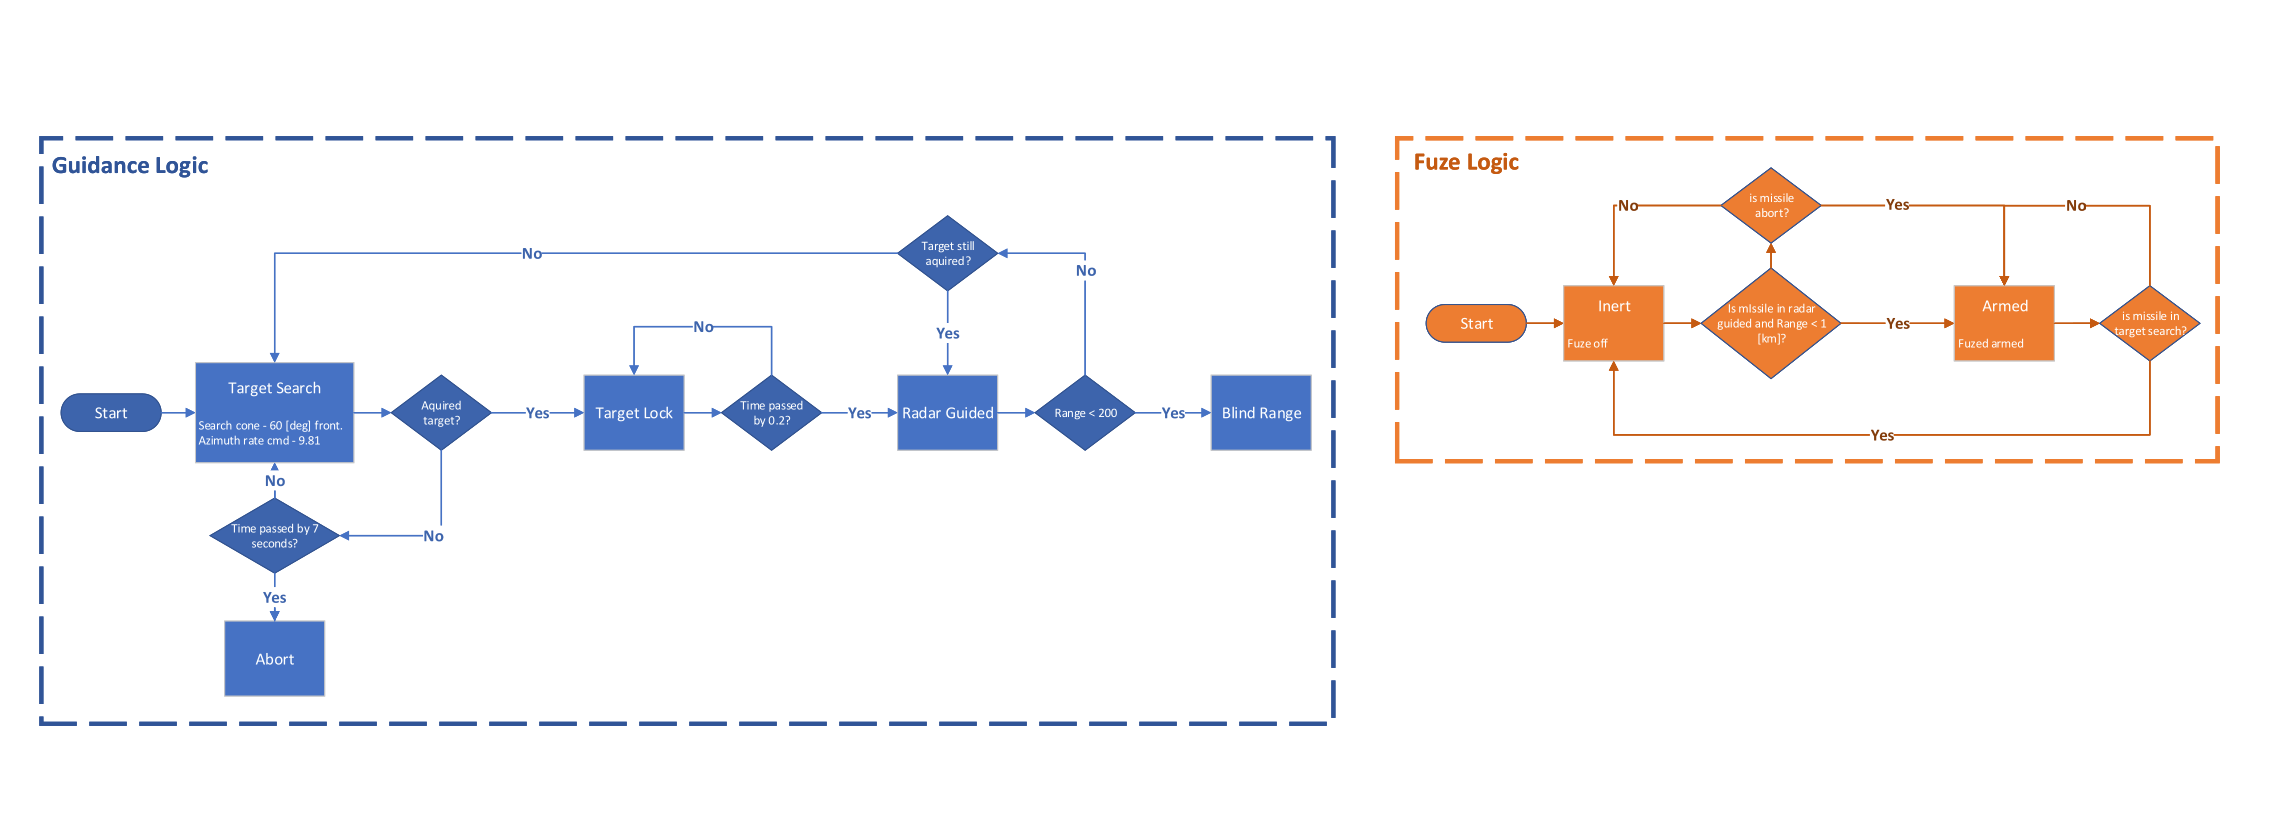 Guidance Logic
Target still
aquired?
No
No
Yes
No
Start
Target Search
Search cone - 60 [deg] front.
Azimuth rate cmd - 9.81
Aquired
target?
Yes
Target Lock
Time passed
by 0.2?
Yes
Radar Guided
Range < 200
Yes
Blind Range
No
Time passed by 7
seconds?
No
Yes
Abort
Fuze Logic
is missile
abort?
No
Yes
No
Start
Inert
Fuze off
Is missile in radar
guided and Range < 1
[km]?
Yes
Armed
Fuzed armed
is missile in
target search?
Yes